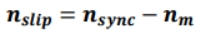 n_slip = n_sync − n_m